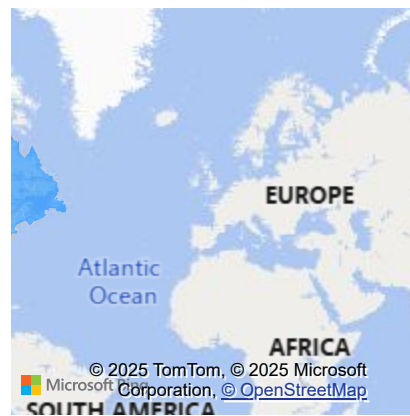 EUROPE
Atlantic
Ocean
AFRICA
© 2025 TomTom, © 2025 Microsoft
Microsoft Bing
Corporation, © OpenStreetMap
SOUTH AMERICA